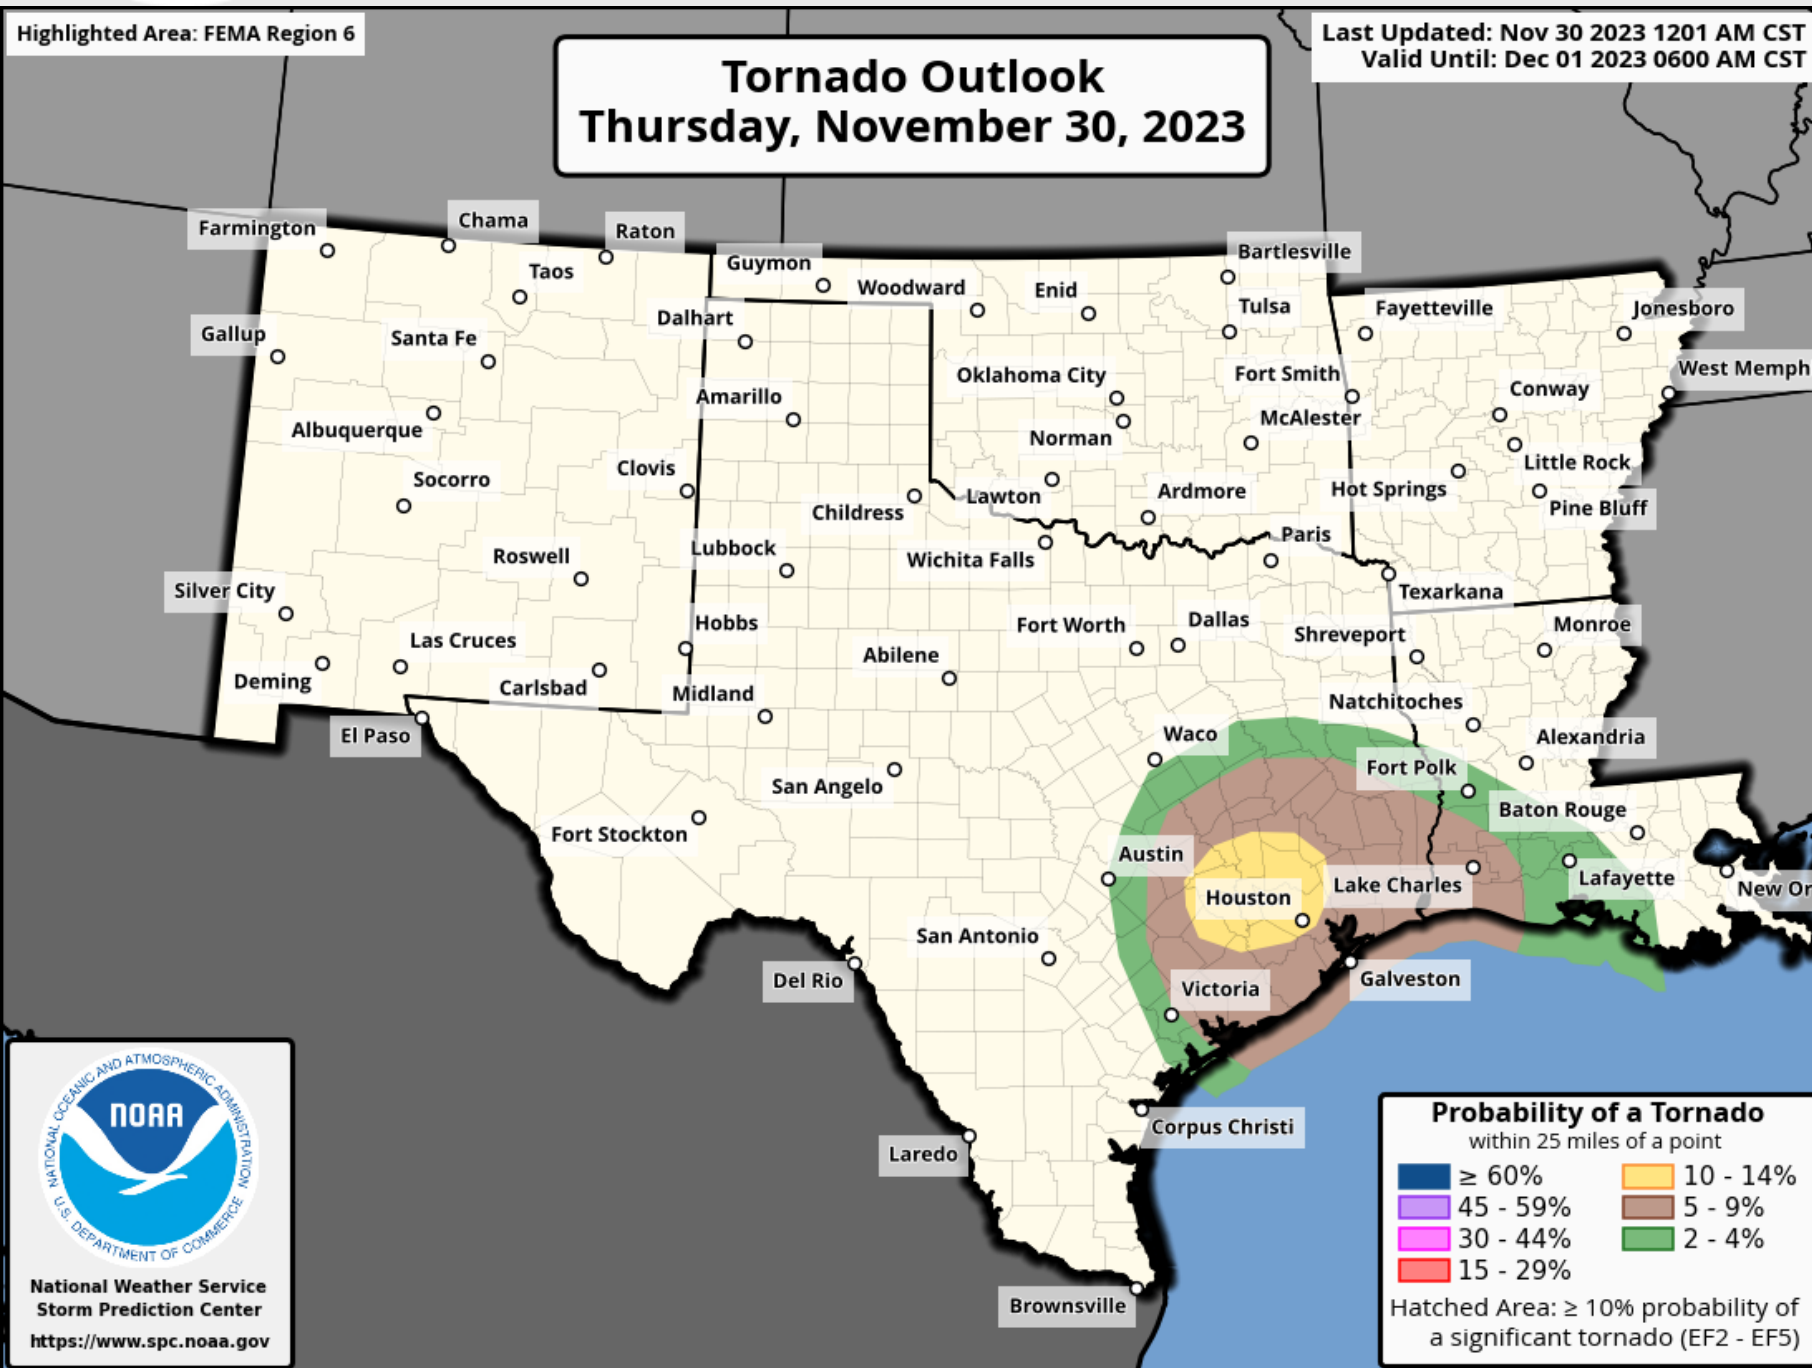 Highlighted Area: FEMA Region 6
Last Updated: Nov 30 2023 1201 AM CST
Valid Until: Dec 01 2023 0600 AM CST
Tornado Outlook
Thursday, November 30, 2023
Farmington
Chama
Raton
Taos
Guymon
Woodward
Enid
Bartlesville
Tulsa
Fayetteville
Jonesboro
Gallup
Santa Fe
Dalhart
Oklahoma City
Fort Smith
West Memph
Conway
Amarillo
Albuquerque
Norman
McAlester
Clovis
Socorro
Little Rock
Childress
Lawton
Ardmore
Hot Springs
Pine Bluff
Paris
Roswell
Lubbock
Wichita Falls
Silver City
Texarkana
Hobbs
Fort Worth
Dallas
Shreveport
Monroe
Las Cruces
Abilene
Deming
Carlsbad
Midland
Natchitoches
El Paso
Waco
Alexandria
Fort Polk
San Angelo
Baton Rouge
Fort Stockton
Austin
Lake Charles
Lafayette
New Or
Houston
San Antonio
Del Rio
Victoria
Galveston
Corpus Christi
Laredo
Brownsville
NATIONAL OCEANIC AND ATMOSPHERIC ADMINISTRATION
NOAA
U.S. DEPARTMENT OF COMMERCE
National Weather Service
Storm Prediction Center
https://www.spc.noaa.gov
Probability of a Tornado
within 25 miles of a point
≥ 60%
10 - 14%
45 - 59%
5 - 9%
30 - 44%
2 - 4%
15 - 29%
Hatched Area: ≥ 10% probability of
a significant tornado (EF2 - EF5)